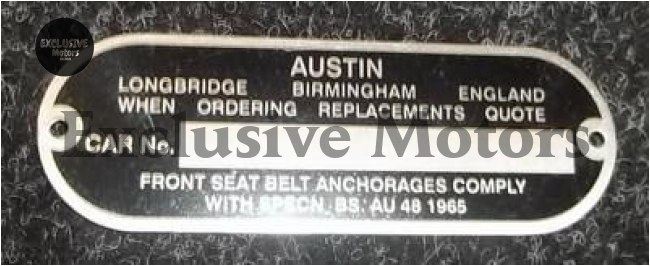 EXCLUSIVE
Motors
AUSTIN
LONGBRIDGE BIRMINGHAM ENGLAND
WHEN ORDERING REPLACEMENTS QUOTE
Exclusive Motors
CAR No.
FRONT SEAT BELT ANCHORAGES COMPLY
WITH SPECN. BS. AU 48 1965